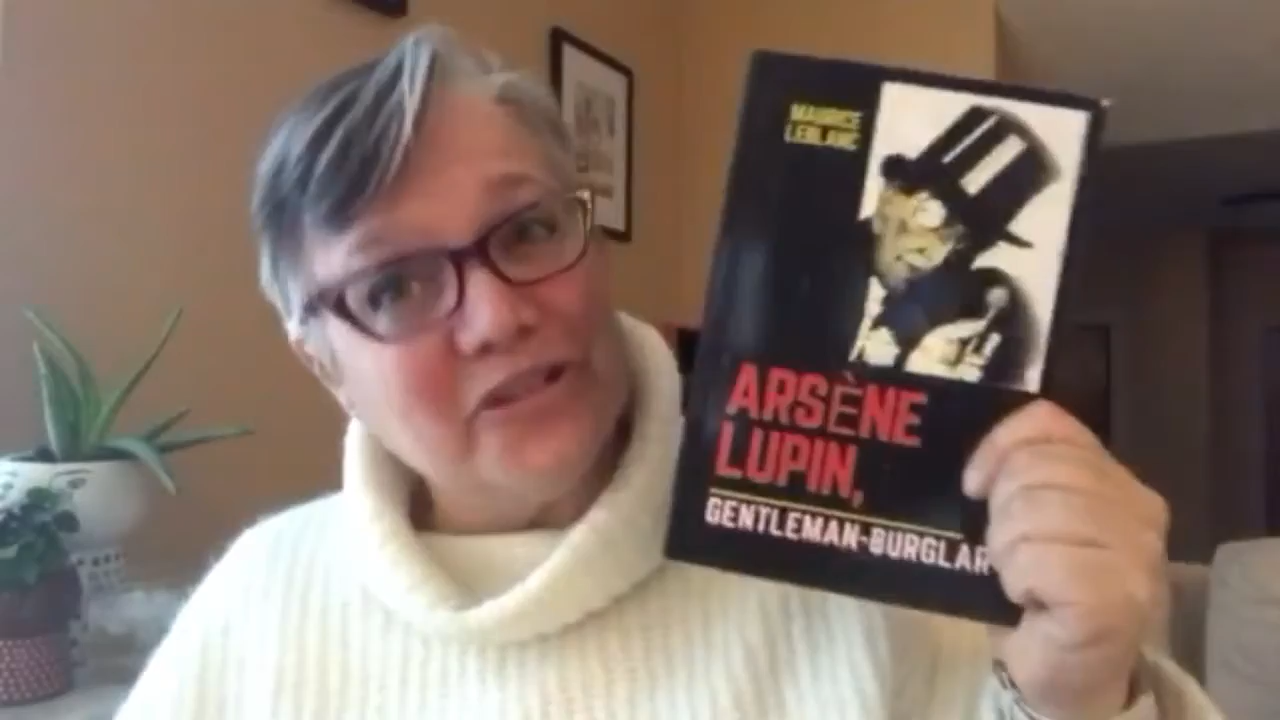 MAURICE
LEBLANC
ARSÈNE
LUPIN,
GENTLEMAN-BURGLAR